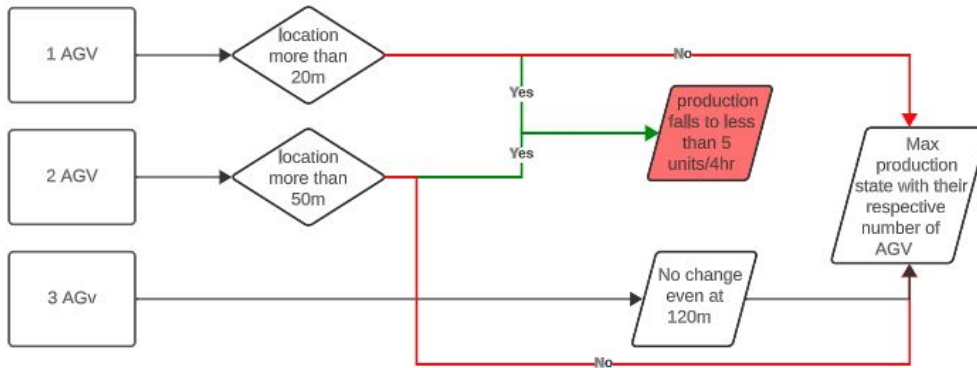 1 AGV
location
more than
20m
No
Yes
production
falls to less
than 5
units/4hr
2 AGV
location
more than
50m
Yes
Max
production
state with their
respective
number of
AGV
3 AGv
No change
even at
120m
No